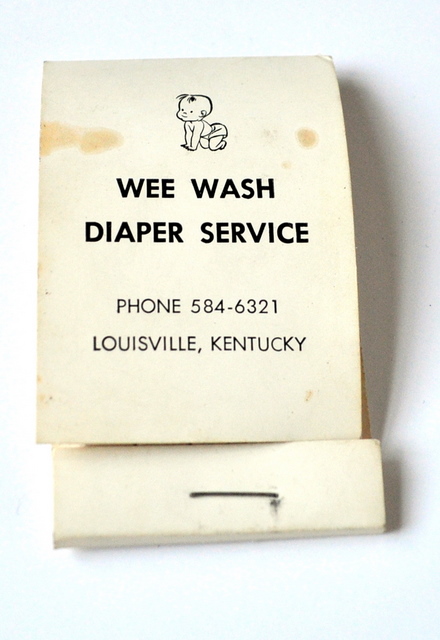 WEE WASH
DIAPER SERVICE
PHONE 584-6321
LOUISVILLE, KENTUCKY